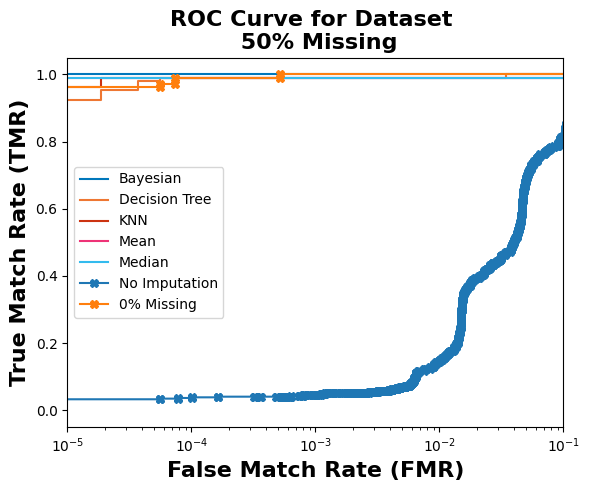 ROC Curve for Dataset
50% Missing
True Match Rate (TMR)
1.0
0.8
0.6
0.4
0.2
0.0
Bayesian
Decision Tree
KNN
Mean
Median
No Imputation
0% Missing
10⁻⁵
10⁻⁴
10⁻³
10⁻²
10⁻¹
False Match Rate (FMR)